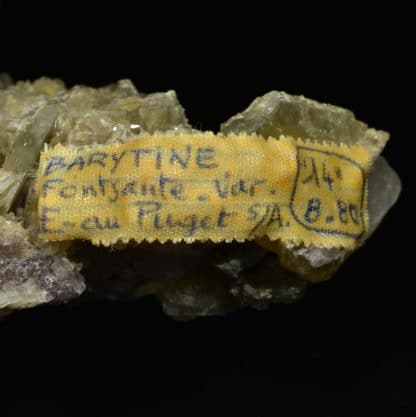 BARYTINE
Fontsante. Var.
E. au Puget S/A.
14
8.80